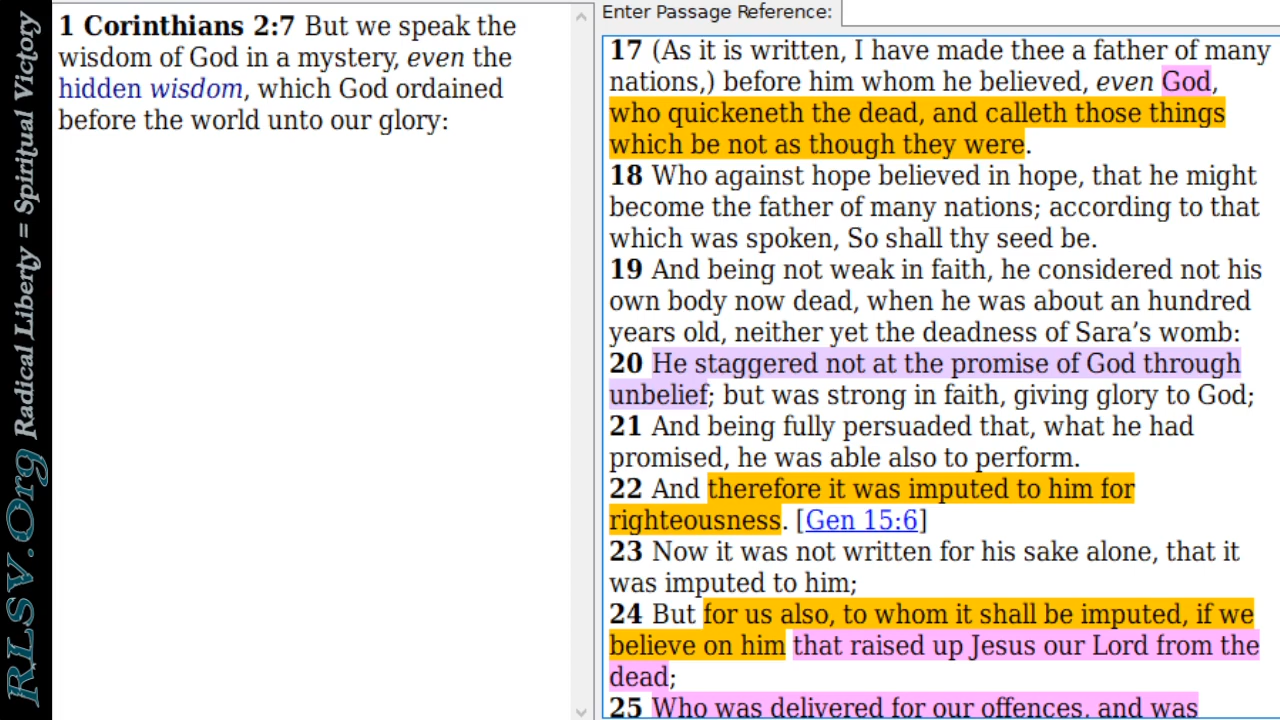 RLSV.Org Radical Liberty = Spiritual Victory
1 Corinthians 2:7 But we speak the
wisdom of God in a mystery, even the
hidden wisdom, which God ordained
before the world unto our glory:
Enter Passage Reference:
17 (As it is written, I have made thee a father of many
nations,) before him whom he believed, even God,
who quickeneth the dead, and calleth those things
which be not as though they were.
18 Who against hope believed in hope, that he might
become the father of many nations; according to that
which was spoken, So shall thy seed be.
19 And being not weak in faith, he considered not his
own body now dead, when he was about an hundred
years old, neither yet the deadness of Sara’s womb:
20 He staggered not at the promise of God through
unbelief; but was strong in faith, giving glory to God;
21 And being fully persuaded that, what he had
promised, he was able also to perform.
22 And therefore it was imputed to him for
righteousness. [Gen 15:6]
23 Now it was not written for his sake alone, that it
was imputed to him;
24 But for us also, to whom it shall be imputed, if we
believe on him that raised up Jesus our Lord from the
dead;
25 Who was delivered for our offences, and was